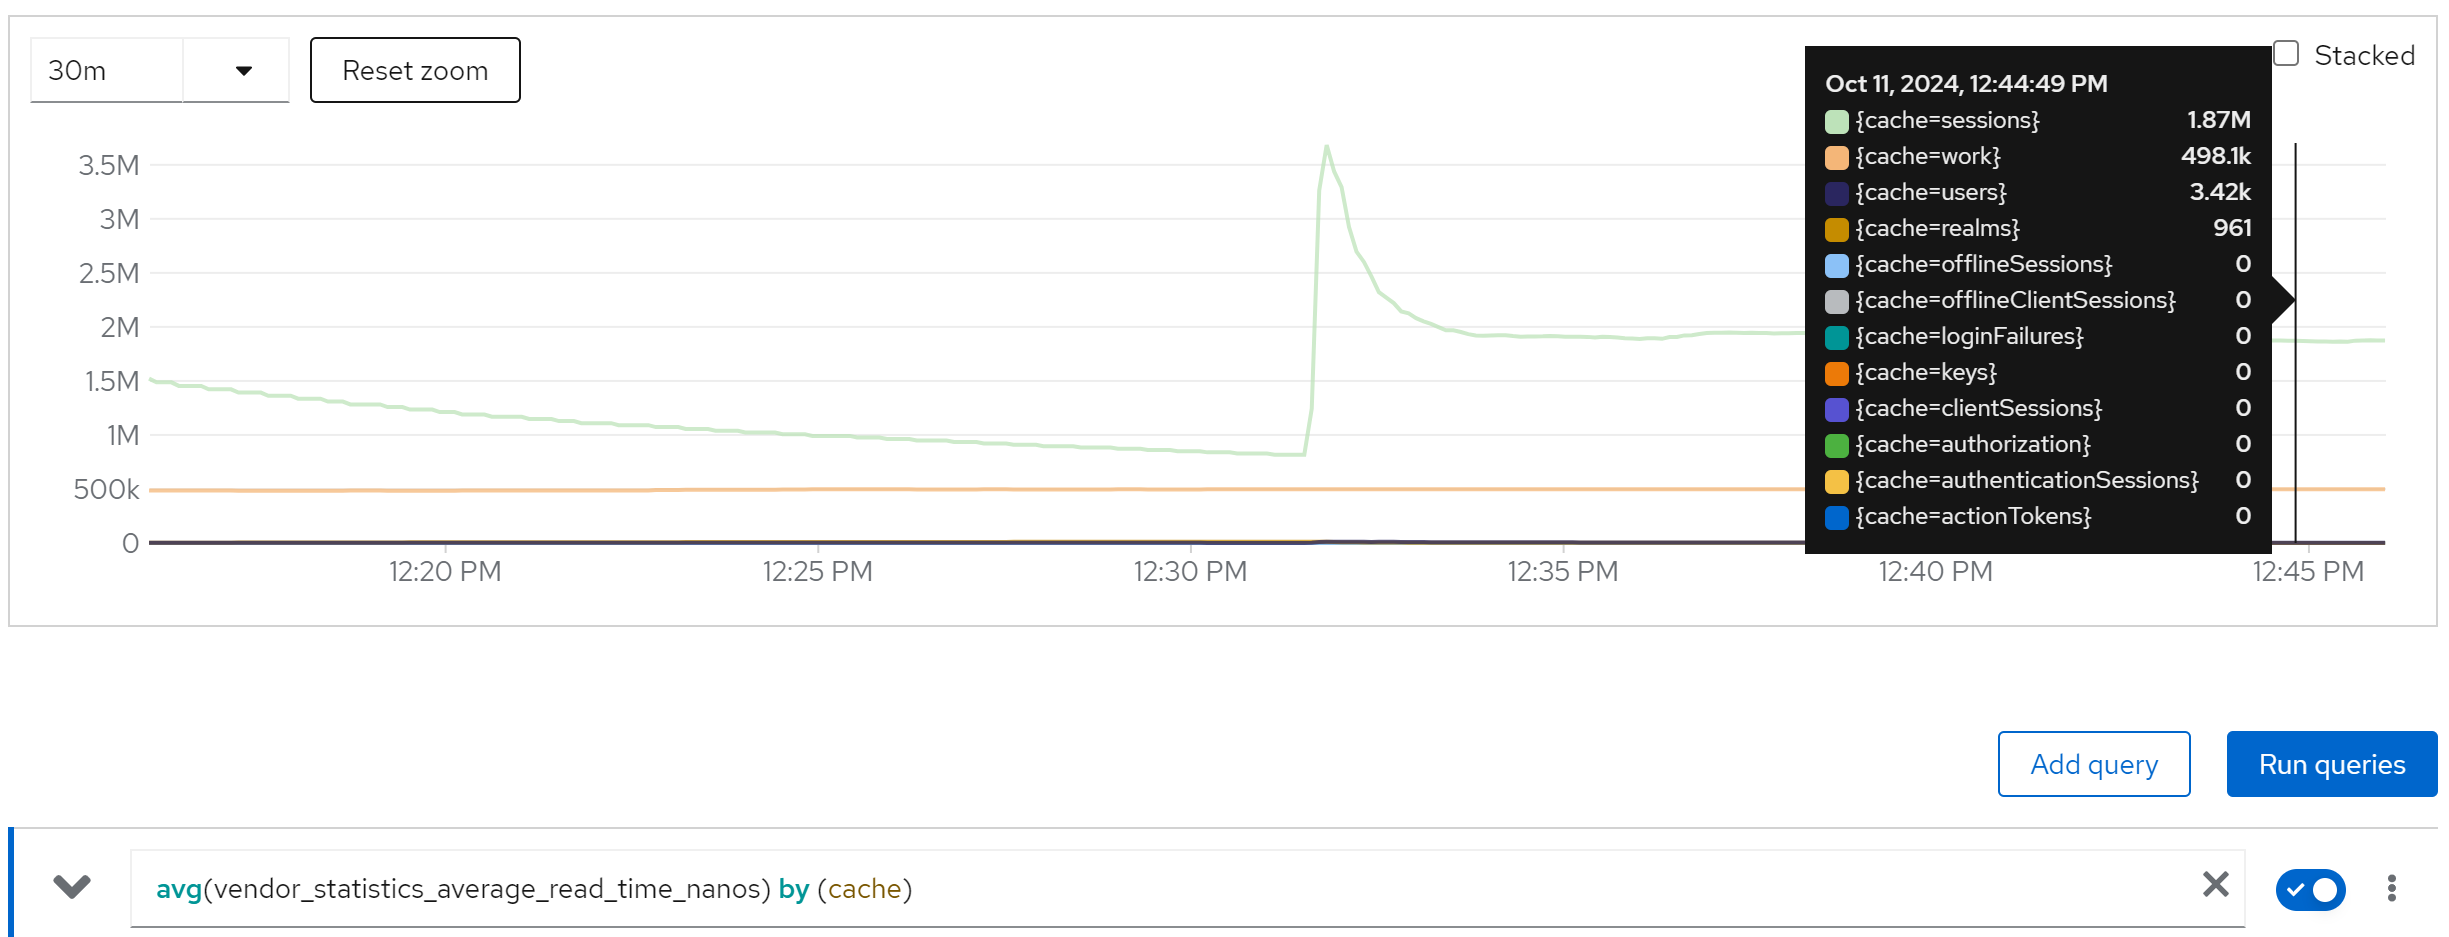 30m
Reset zoom
Stacked
Oct 11, 2024, 12:44:49 PM
{cache=sessions} 1.87M
{cache=work} 498.1k
{cache=users} 3.42k
{cache=realms} 961
{cache=offlineSessions} 0
{cache=offlineClientSessions} 0
{cache=loginFailures} 0
{cache=keys} 0
{cache=clientSessions} 0
{cache=authorization} 0
{cache=authenticationSessions} 0
{cache=actionTokens} 0
3.5M
3M
2.5M
2M
1.5M
1M
500k
0
12:20 PM 12:25 PM 12:30 PM 12:35 PM 12:40 PM 12:45 PM
Add query
Run queries
avg(vendor_statistics_average_read_time_nanos) by (cache)